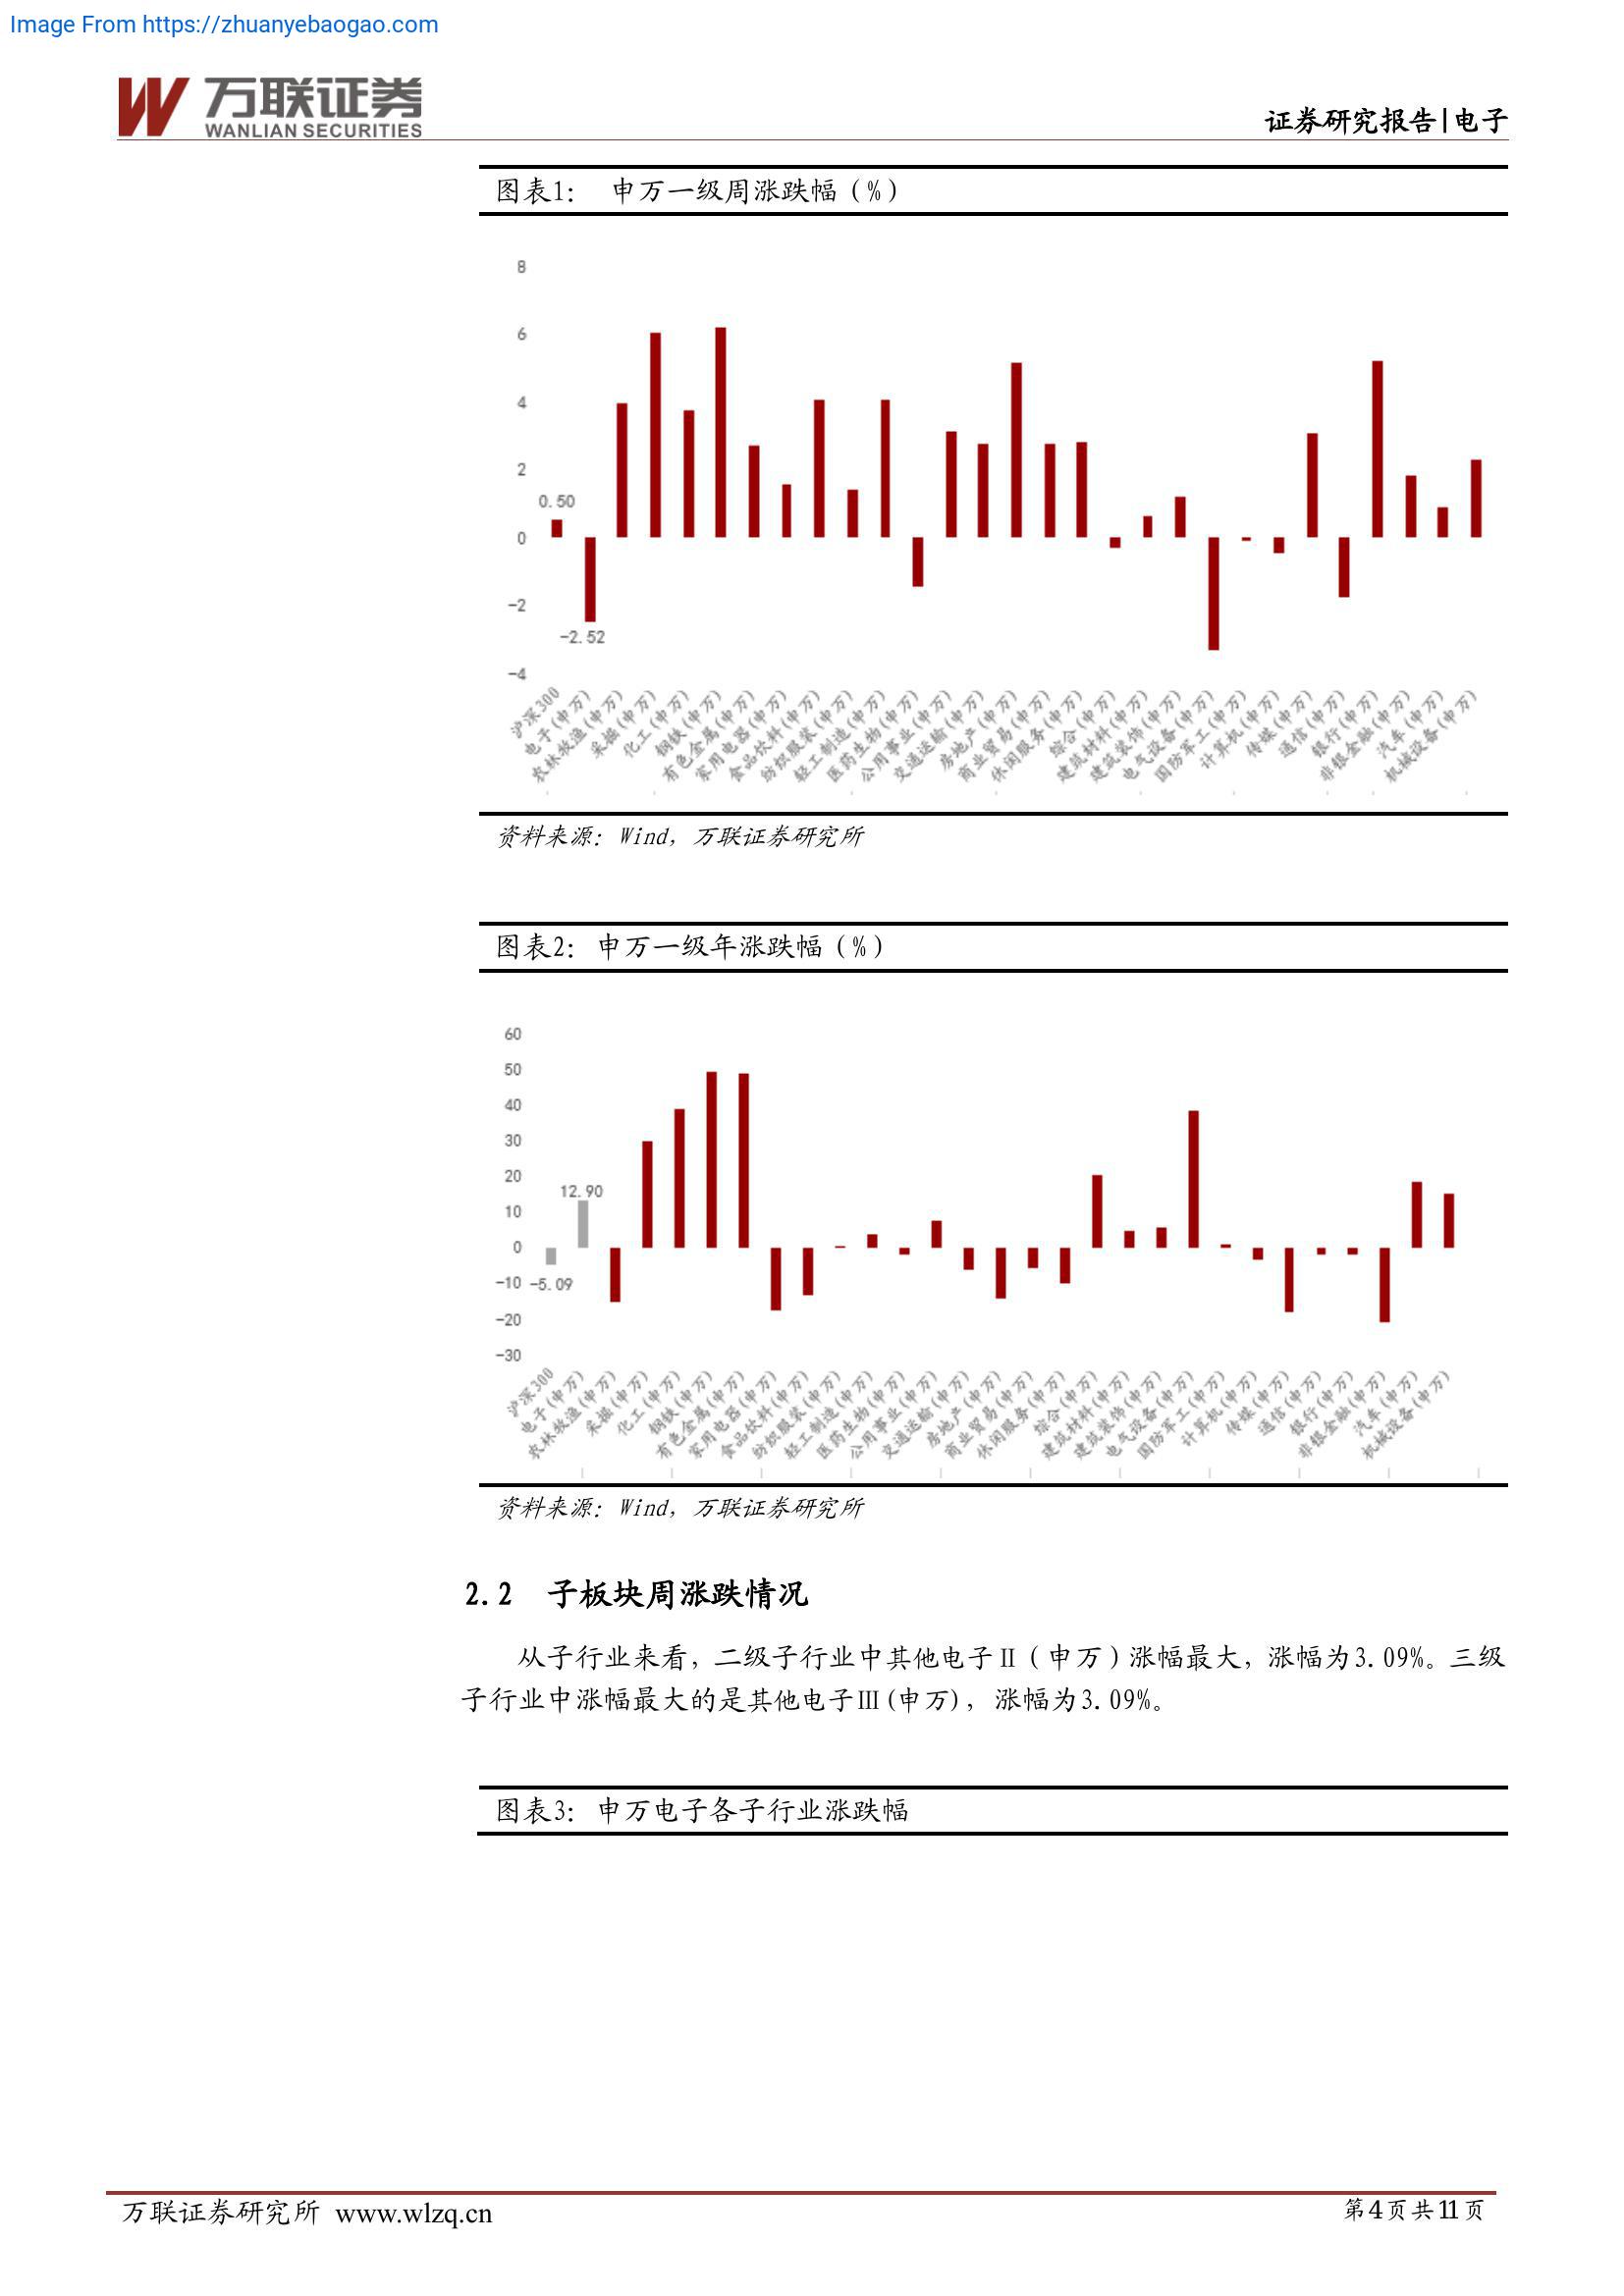 Image From https://zhuanyebaogao.com
万联证券
WANLIAN SECURITIES
证券研究报告|电子
图表1： 申万一级周涨跌幅（%）
8
6
4
2
0
-2
-4
0.50
-2.52
沪深300
电子(申万)
农林牧渔(申万)
采掘(申万)
化工(申万)
钢铁(申万)
有色金属(申万)
家用电器(申万)
食品饮料(申万)
纺织服装(申万)
轻工制造(申万)
医药生物(申万)
公用事业(申万)
交通运输(申万)
房地产(申万)
商业贸易(申万)
休闲服务(申万)
综合(申万)
建筑材料(申万)
建筑装饰(申万)
电气设备(申万)
国防军工(申万)
计算机(申万)
传媒(申万)
通信(申万)
银行(申万)
非银金融(申万)
汽车(申万)
机械设备(申万)
资料来源：Wind，万联证券研究所
图表2：申万一级年涨跌幅（%）
60
50
40
30
20
10
0
-10
-20
-30
12.90
-5.09
沪深300
电子(申万)
农林牧渔(申万)
采掘(申万)
化工(申万)
钢铁(申万)
有色金属(申万)
家用电器(申万)
食品饮料(申万)
纺织服装(申万)
轻工制造(申万)
医药生物(申万)
公用事业(申万)
交通运输(申万)
房地产(申万)
商业贸易(申万)
休闲服务(申万)
综合(申万)
建筑材料(申万)
建筑装饰(申万)
电气设备(申万)
国防军工(申万)
计算机(申万)
传媒(申万)
通信(申万)
银行(申万)
非银金融(申万)
汽车(申万)
机械设备(申万)
资料来源：Wind，万联证券研究所
2.2 子板块周涨跌情况
从子行业来看，二级子行业中其他电子Ⅱ（申万）涨幅最大，涨幅为3.09%。三级
子行业中涨幅最大的是其他电子Ⅲ(申万)，涨幅为3.09%。
图表3：申万电子各子行业涨跌幅
万联证券研究所 www.wlzq.cn
第4页共11页